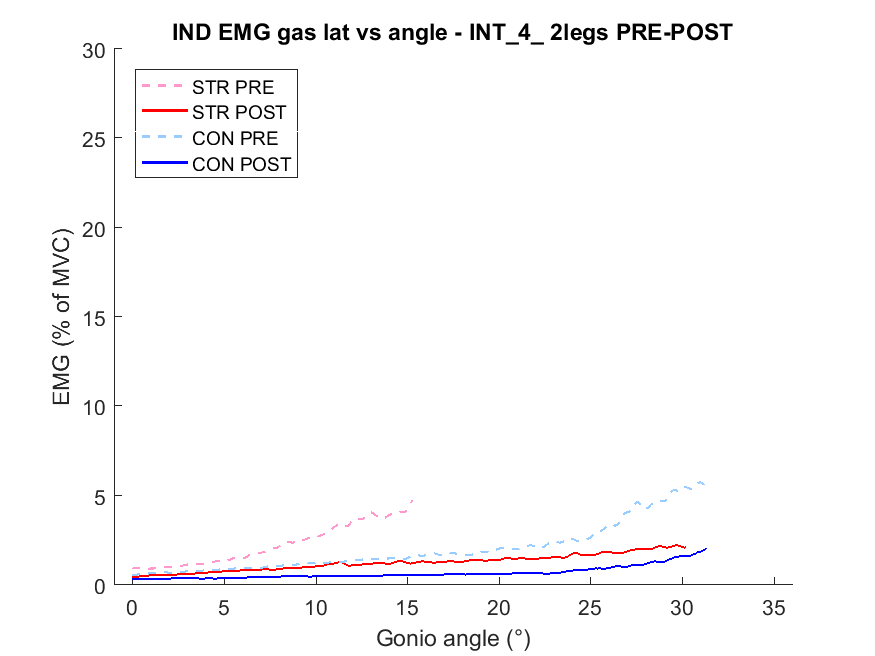 IND EMG gas lat vs angle - INT_4_ 2legs PRE-POST
30
25
20
15
10
5
0
EMG (% of MVC)
STR PRE
STR POST
CON PRE
CON POST
0 5 10 15 20 25 30 35
Gonio angle (°)